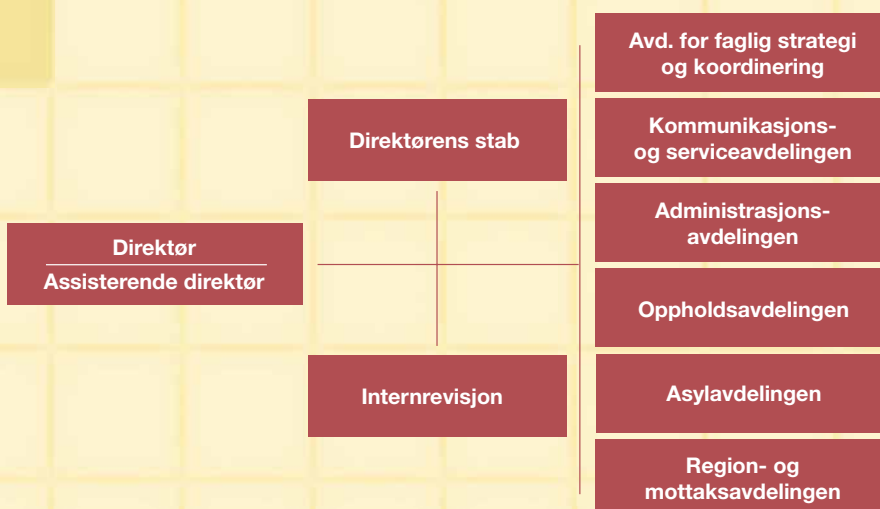 Direktør
Assisterende direktør
Direktørens stab
Internrevisjon
Avd. for faglig strategi
og koordinering
Kommunikasjons-
og serviceavdelingen
Administrasjons-
avdelingen
Oppholdsavdelingen
Asylavdelingen
Region- og
mottaksavdelingen